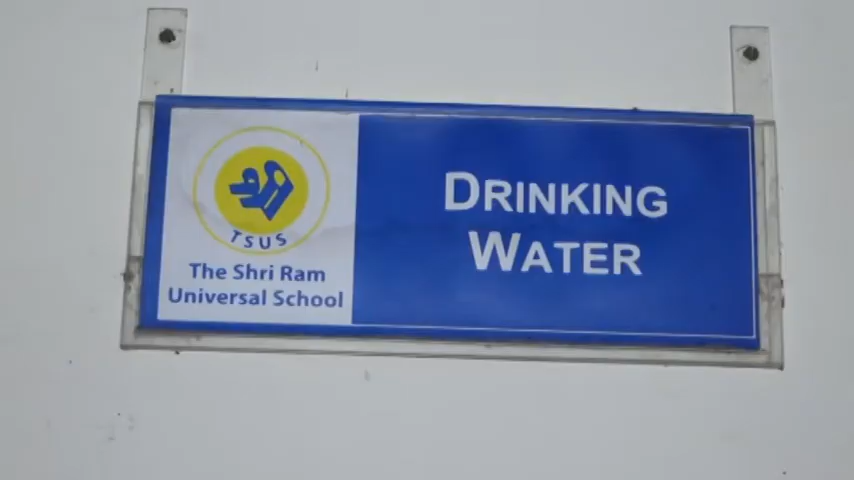 TSUS
The Shri Ram
Universal School
DRINKING
WATER